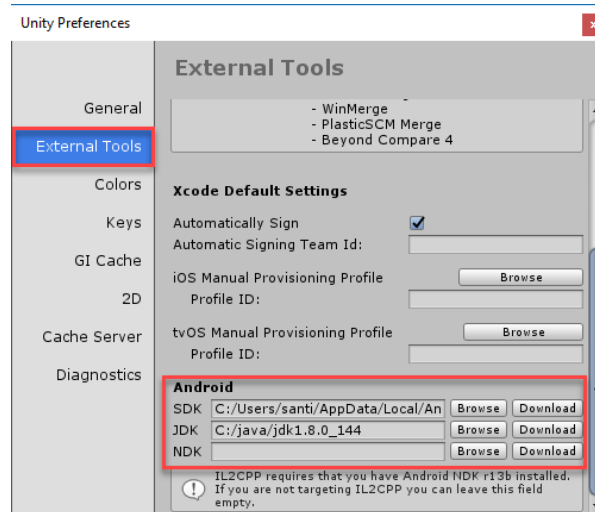 Unity Preferences
x
External Tools
General
External Tools
Colors
Keys
GI Cache
2D
Cache Server
Diagnostics
- WinMerge
- PlasticSCM Merge
- Beyond Compare 4
Xcode Default Settings
Automatically Sign
Automatic Signing Team Id:
iOS Manual Provisioning Profile Browse
Profile ID:
tvOS Manual Provisioning Profile Browse
Profile ID:
Android
SDK C:/Users/santi/AppData/Local/An Browse Download
JDK C:/java/jdk1.8.0_144 Browse Download
NDK Browse Download
IL2CPP requires that you have Android NDK r13b installed.
If you are not targeting IL2CPP you can leave this field
empty.